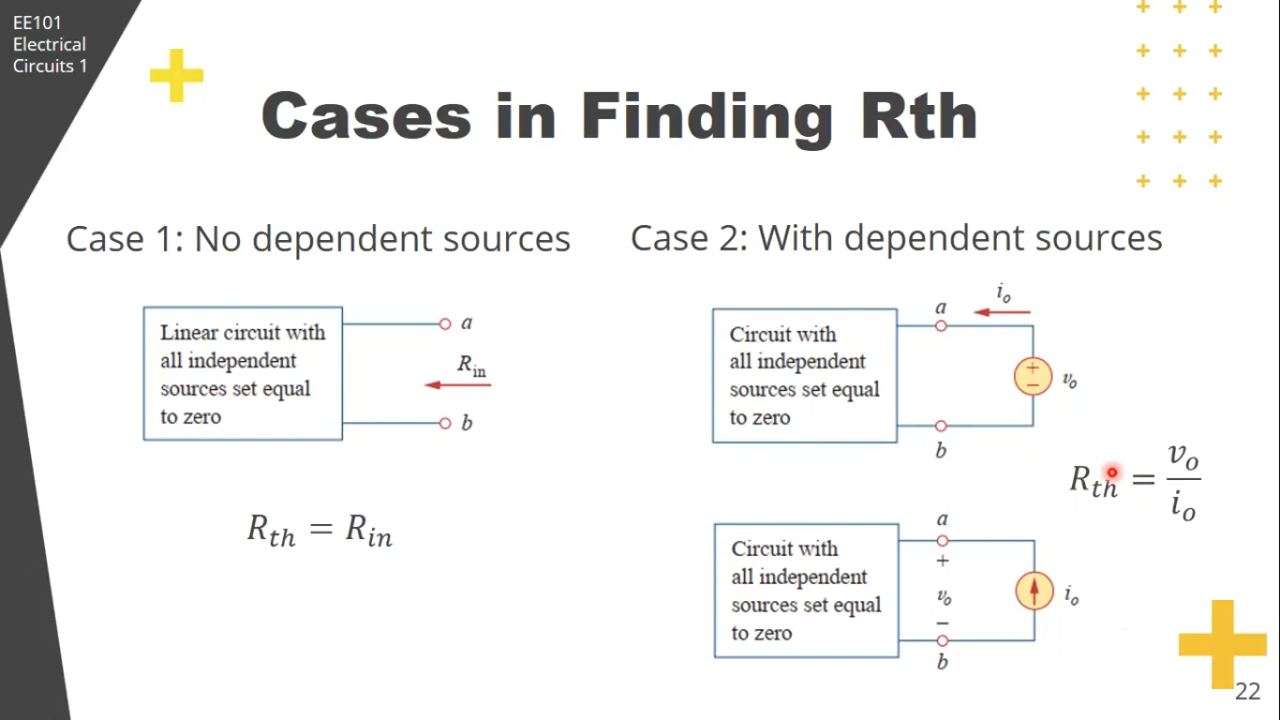 EE101
Electrical
Circuits 1
Cases in Finding Rth
Case 1: No dependent sources
Linear circuit with
all independent
sources set equal
to zero
a
R_in
b
R_th = R_in
Case 2: With dependent sources
Circuit with
all independent
sources set equal
to zero
a
i_o
+
−
v_o
b
R_th = v_o / i_o
Circuit with
all independent
sources set equal
to zero
a
+
v_o
−
b
i_o
22